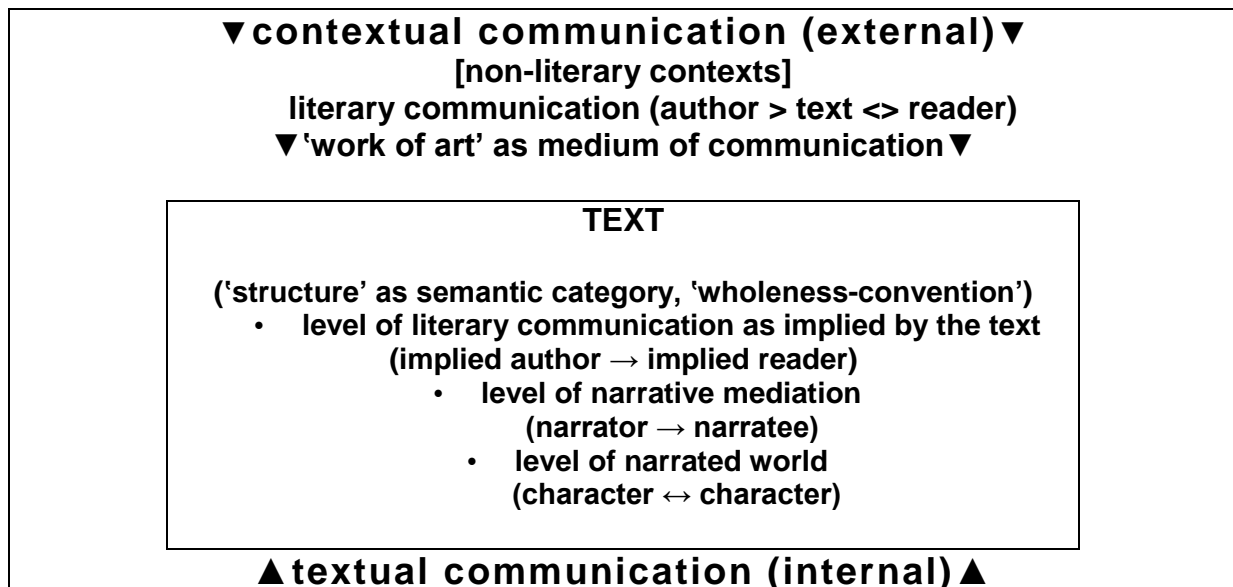 ▼contextual communication (external)▼
[non-literary contexts]
literary communication (author > text <> reader)
▼‛work of art’ as medium of communication▼
TEXT
(‛structure’ as semantic category, ‛wholeness-convention’)
• level of literary communication as implied by the text
(implied author → implied reader)
• level of narrative mediation
(narrator → narratee)
• level of narrated world
(character ↔ character)
▲textual communication (internal)▲